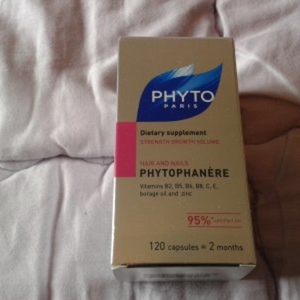 PHYTO
PARIS
Dietary supplement
STRENGTH GROWTH VOLUME
HAIR AND NAILS
PHYTOPHANÈRE
Vitamins B2, B5, B6, B8, C, E,
borage oil and zinc
95%*
120 capsules = 2 months